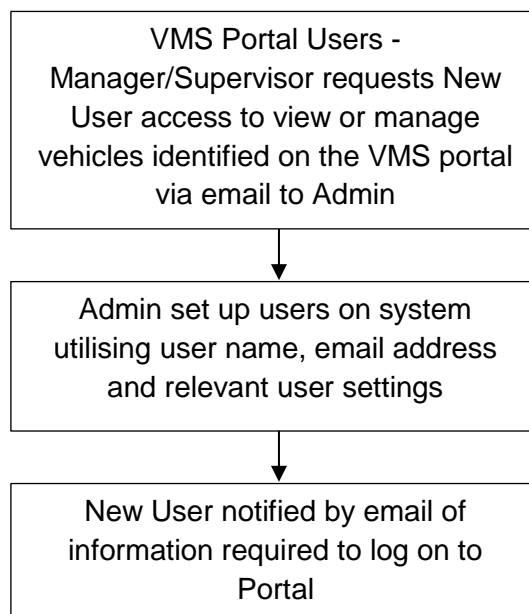 VMS Portal Users -
Manager/Supervisor requests New
User access to view or manage
vehicles identified on the VMS portal
via email to Admin
Admin set up users on system
utilising user name, email address
and relevant user settings
New User notified by email of
information required to log on to
Portal